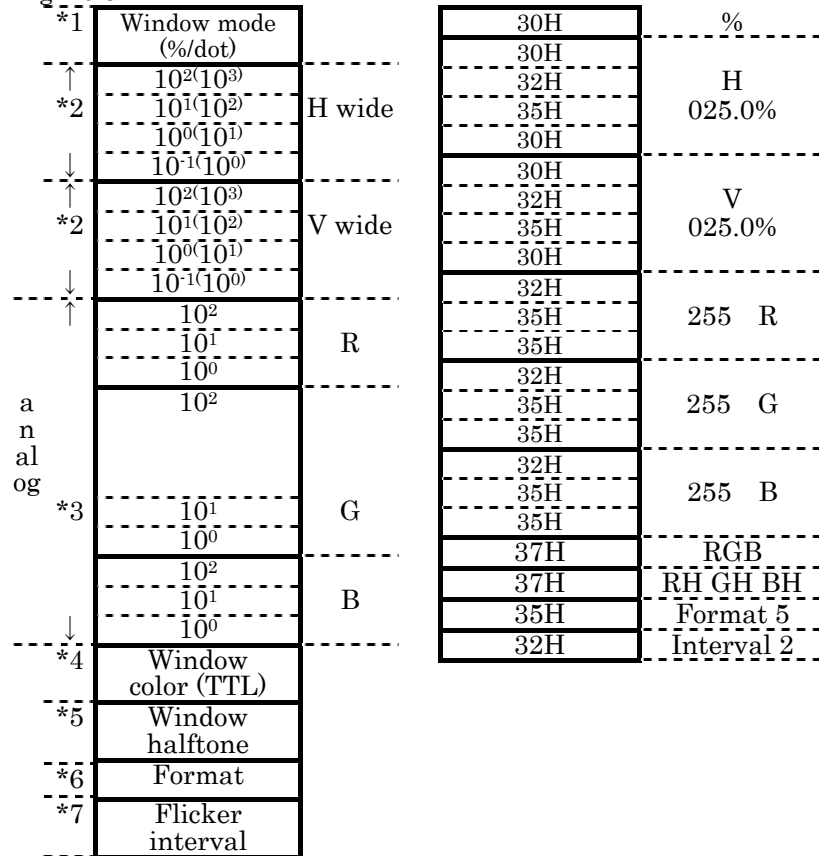 *1 Window mode
(%/dot)
↑ 10²(10³)
*2 10¹(10²) H wide
10⁰(10¹)
↓ 10⁻¹(10⁰)
↑ 10²(10³)
*2 10¹(10²) V wide
10⁰(10¹)
↓ 10⁻¹(10⁰)
↑ 10²
10¹ R
10⁰
10²
a
n
al
og
*3 10¹ G
10⁰
10²
10¹ B
↓ 10⁰
*4 Window
color (TTL)
*5 Window
halftone
*6 Format
*7 Flicker
interval
30H %
30H
32H H
35H 025.0%
30H
30H
32H V
35H 025.0%
30H
32H
35H 255 R
35H
32H
35H 255 G
35H
32H
35H 255 B
35H
37H RGB
37H RH GH BH
35H Format 5
32H Interval 2